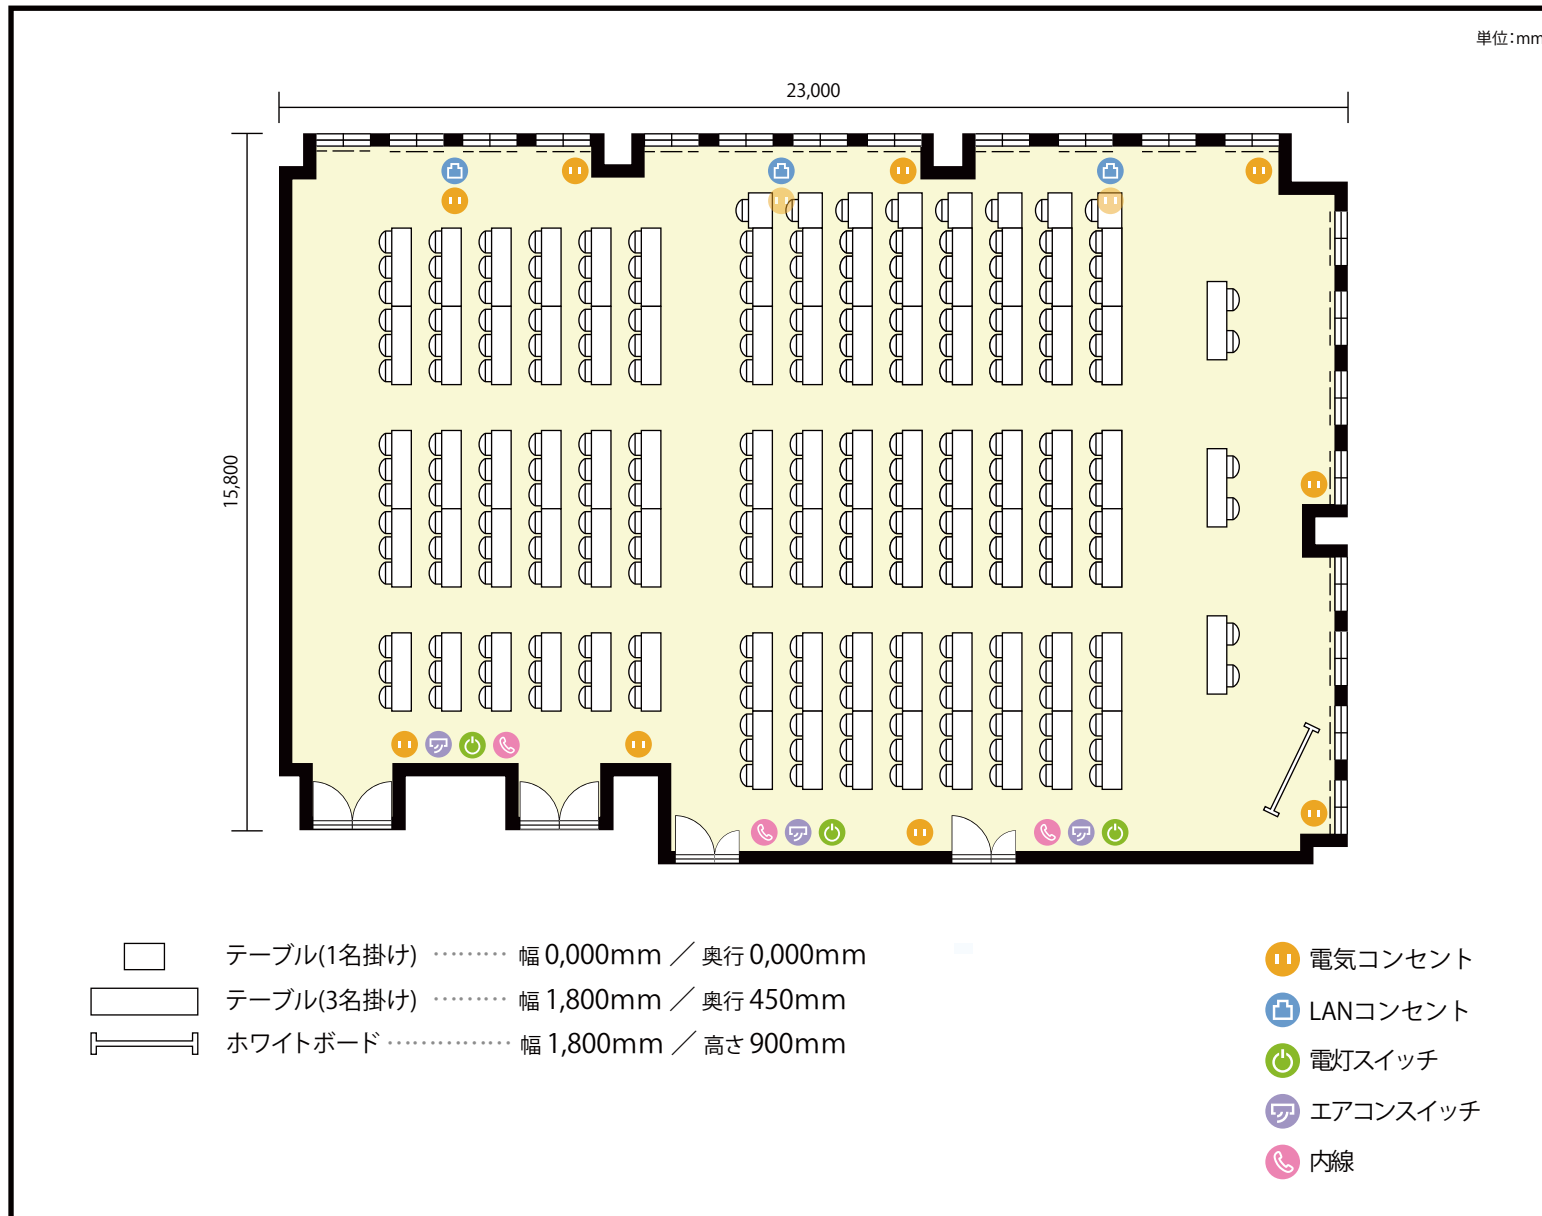 単位：mm
23,000
15,800
テーブル(1名掛け) ‥‥‥‥‥ 幅 0,000mm ／ 奥行 0,000mm
テーブル(3名掛け) ‥‥‥‥‥ 幅 1,800mm ／ 奥行 450mm
ホワイトボード ‥‥‥‥‥‥‥‥ 幅 1,800mm ／ 高さ 900mm
電気コンセント
LANコンセント
電灯スイッチ
エアコンスイッチ
内線